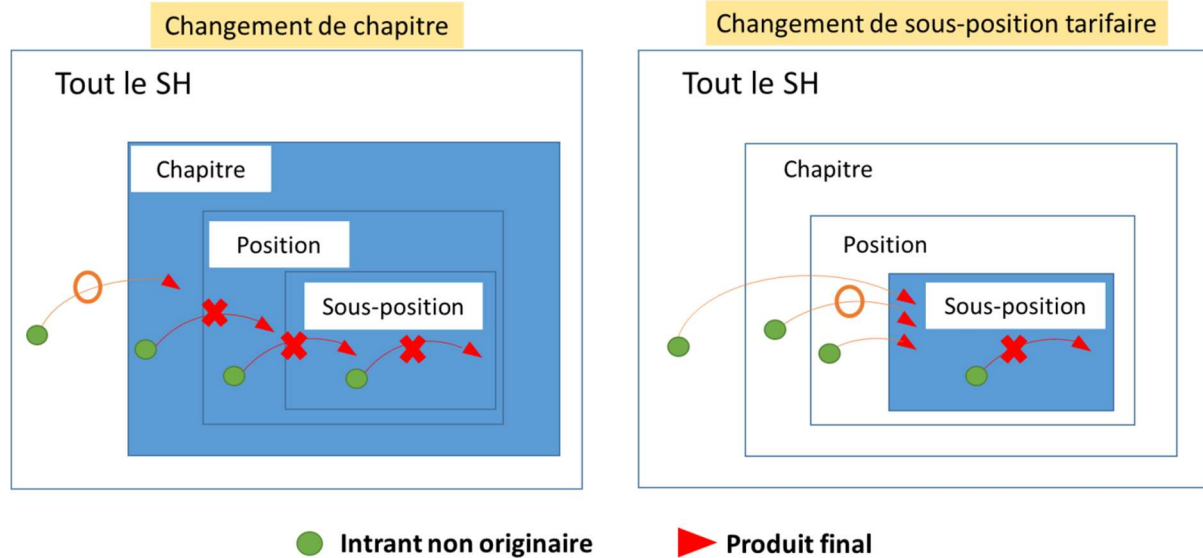 Changement de chapitre
Tout le SH
Chapitre
Position
Sous-position
Changement de sous-position tarifaire
Tout le SH
Chapitre
Position
Sous-position
Intrant non originaire
Produit final